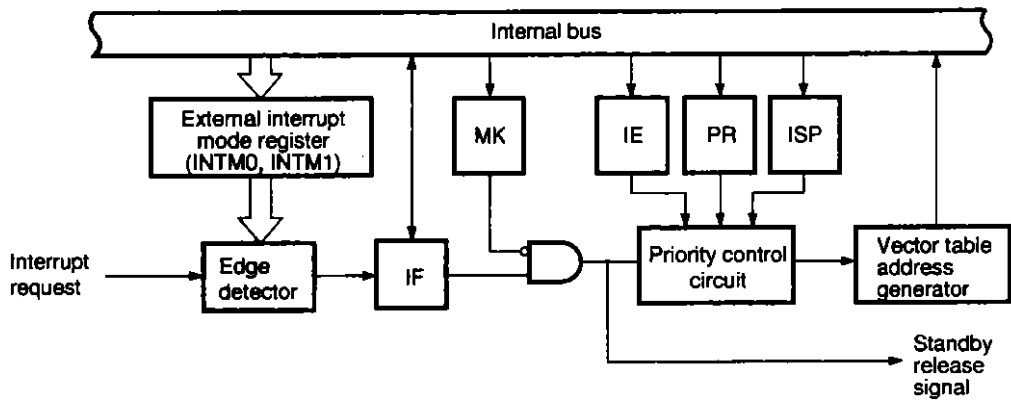 Internal bus
External interrupt
mode register
(INTM0, INTM1)
MK
IE
PR
ISP
Interrupt
request
Edge
detector
IF
Priority control
circuit
Vector table
address
generator
Standby
release
signal